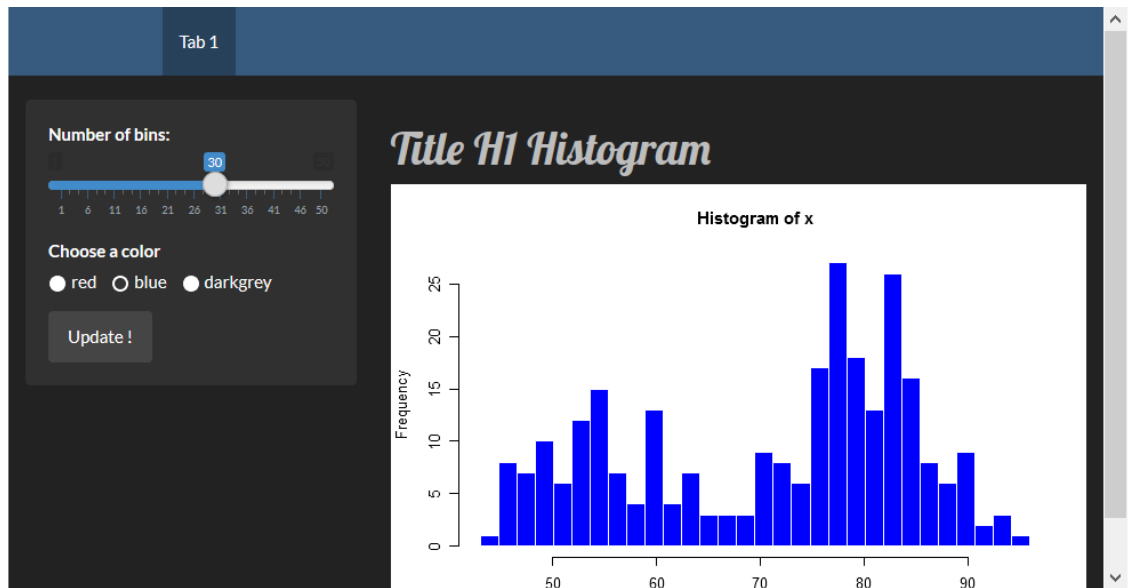 Tab 1
Number of bins:
30
1 6 11 16 21 26 31 36 41 46 50
Choose a color
red blue darkgrey
Update !
Title H1 Histogram
Histogram of x
Frequency
25
20
15
10
5
0
50 60 70 80 90